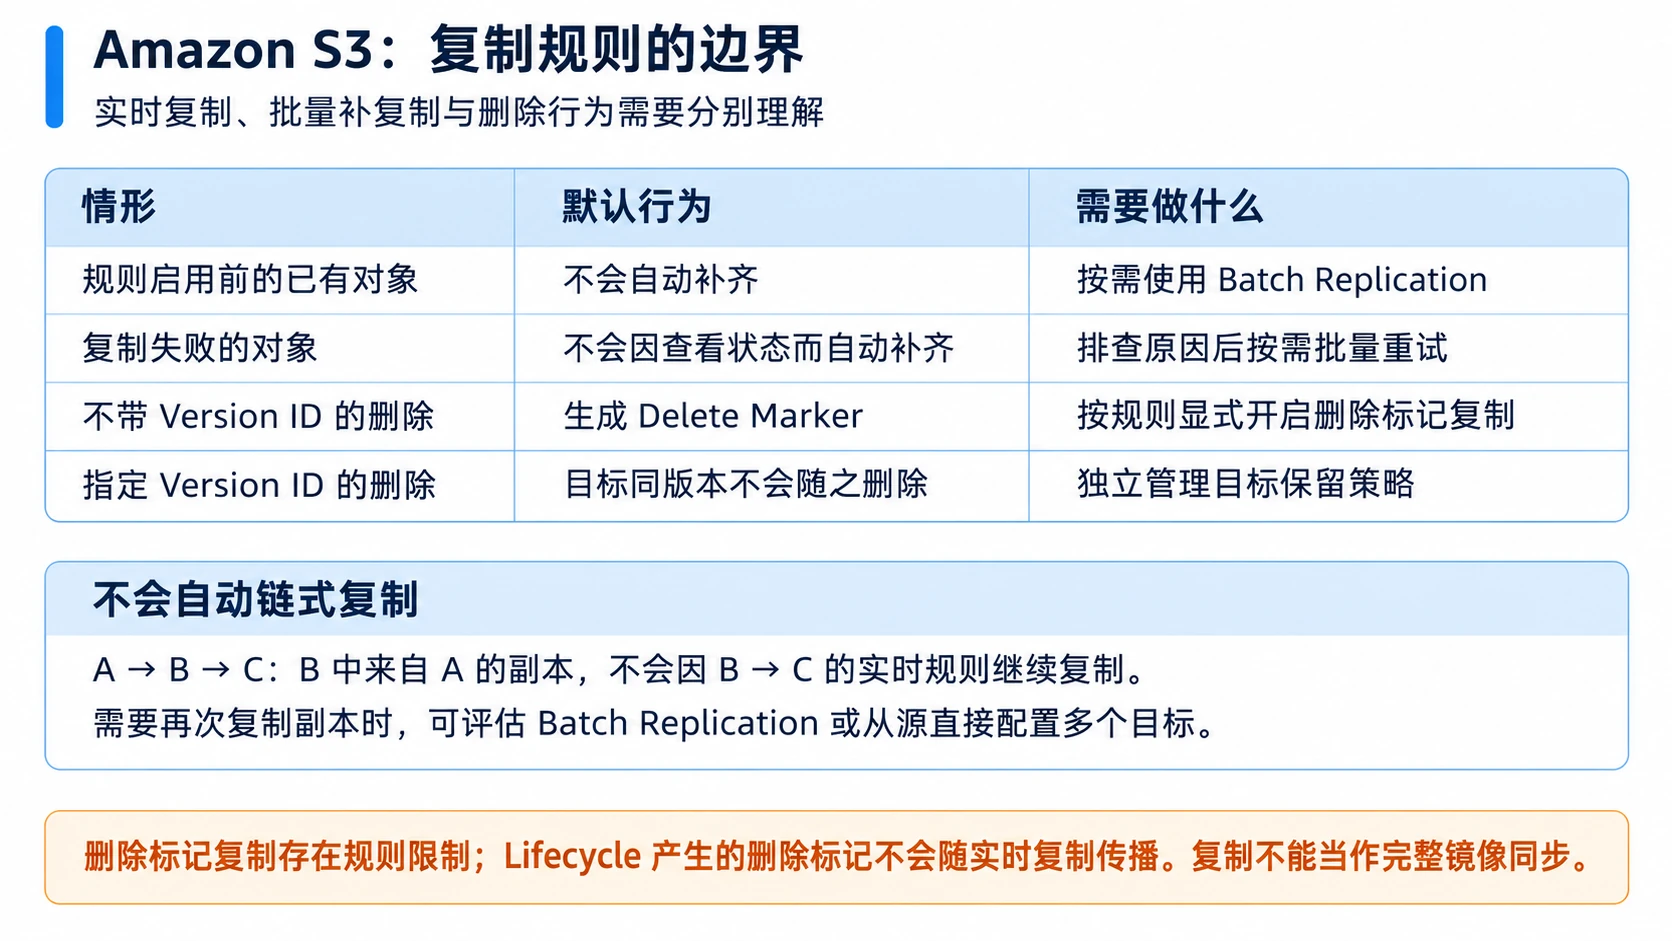 Amazon S3：复制规则的边界
实时复制、批量补复制与删除行为需要分别理解
情形 默认行为 需要做什么
规则启用前的已有对象 不会自动补齐 按需使用 Batch Replication
复制失败的对象 不会因查看状态而自动补齐 排查原因后按需批量重试
不带 Version ID 的删除 生成 Delete Marker 按规则显式开启删除标记复制
指定 Version ID 的删除 目标同版本不会随之删除 独立管理目标保留策略
不会自动链式复制
A → B → C：B 中来自 A 的副本，不会因 B → C 的实时规则继续复制。
需要再次复制副本时，可评估 Batch Replication 或从源直接配置多个目标。
删除标记复制存在规则限制；Lifecycle 产生的删除标记不会随实时复制传播。复制不能当作完整镜像同步。